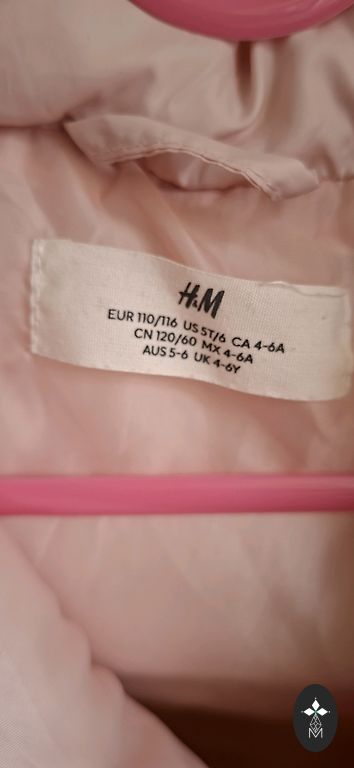 H&M
EUR 110/116 US 5T/6 CA 4-6A
CN 120/60 MX 4-6A
AUS 5-6 UK 4-6Y
M